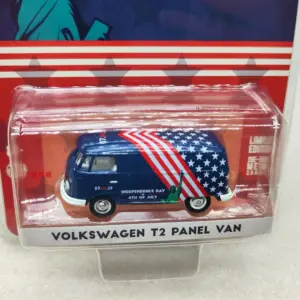 INDEPENDENCE DAY
4TH OF JULY
VOLKSWAGEN T2 PANEL VAN